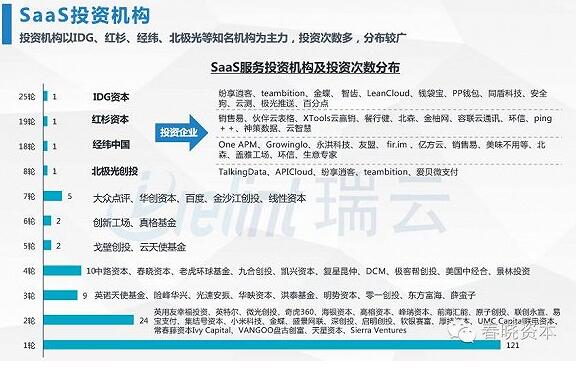 SaaS投资机构
投资机构以IDG、红杉、经纬、北极光等知名机构为主力，投资次数多，分布较广
SaaS服务投资机构及投资次数分布
25轮 1 IDG资本 纷享逍客、teambition、金蝶、智齿、LeanCloud、钱袋宝、PP钱包、同盾科技、安全
狗、云测、极光推送、百分点
19轮 1 红杉资本 投资企业 销售易、伙伴云表格、XTools云赢销、餐行健、北森、金柚网、容联云通讯、环信、ping
＋＋、神策数据、云智慧
18轮 1 经纬中国 One APM、Growinglo、永洪科技、友盟、fir.im、亿方云、销售易、美味不用等、北
森、盖雅工场、环信、生意专家
8轮 1 北极光创投 TalkingData、APICloud、纷享逍客、teambition、爱贝微支付
7轮 5 大众点评、华创资本、百度、金沙江创投、线性资本
6轮 2 创新工场、真格基金
5轮 2 戈壁创投、云天使基金
4轮 10 中路资本、春晓资本、老虎环球基金、九合创投、凯兴资本、复星昆仲、DCM、极客帮创投、美国中经合、景林投资
3轮 9 英诺天使基金、险峰华兴、光速安振、华映资本、洪泰基金、明势资本、零一创投、东方富海、薛蛮子
2轮 24 英用友幸福投资、英特尔、微光创投、奇虎360、海银资本、高榕资本、峰瑞资本、前海汇能、原子创投、联创永宣、易
宝支付、集结号资本、小米科技、金蝶、盛景网联、深创投、启明创投、软银赛富、UMC Capital联电资本、
常春藤资本Ivy Capital、VANGOO盘古创富、天星资本、Sierra Ventures
1轮 121
瑞云
春晓资本